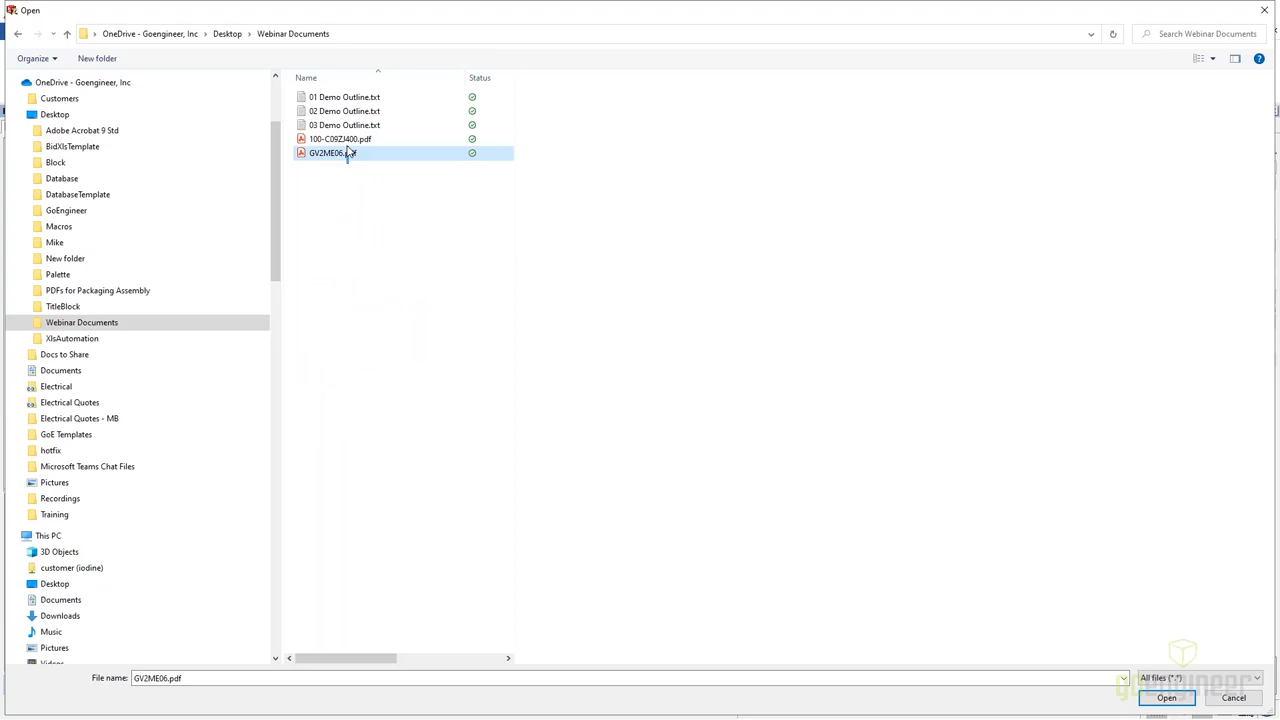 Open
OneDrive - Goengineer, Inc > Desktop > Webinar Documents
Search Webinar Documents
Organize
New folder
OneDrive - Goengineer, Inc
Customers
Desktop
Adobe Acrobat 9 Std
BidXlsTemplate
Block
Database
DatabaseTemplate
GoEngineer
Macros
Mike
New folder
Palette
PDFs for Packaging Assembly
TitleBlock
Webinar Documents
XlsAutomation
Docs to Share
Documents
Electrical
Electrical Quotes
Electrical Quotes - MB
GoE Templates
hotfix
Microsoft Teams Chat Files
Pictures
Recordings
Training
This PC
3D Objects
customer (iodine)
Desktop
Documents
Downloads
Music
Pictures
Videos
Name
Status
01 Demo Outline.txt
02 Demo Outline.txt
03 Demo Outline.txt
100-C09ZJ400.pdf
GV2ME06.pdf
File name:
GV2ME06.pdf
All files (*.*)
goengineer
Open
Cancel